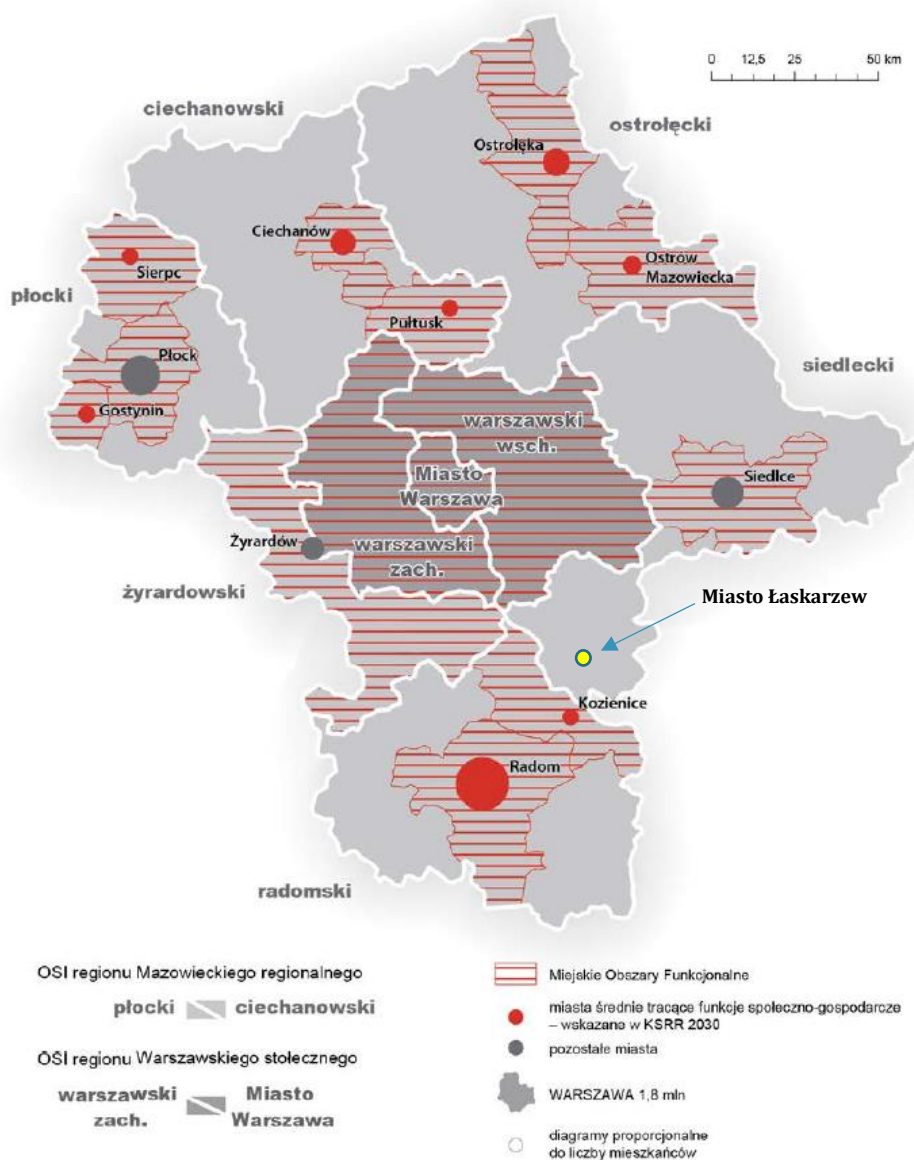 0 12,5 25 50 km
ciechanowski
ostrołęcki
Ostrołęka
Ciechanów
Sierpc
Ostrów
Mazowiecka
płocki
Pułtusk
Płock
siedlecki
Gostynin
warszawski
wsch.
Miasto
Warszawa
Siedlce
Żyrardów
warszawski
zach.
żyrardowski
Miasto Łaskarzew
Kozienice
Radom
radomski
OSI regionu Mazowieckiego regionalnego
płocki ciechanowski
OSI regionu Warszawskiego stołecznego
warszawski
zach.
Miasto
Warszawa
Miejskie Obszary Funkcjonalne
miasta średnie tracące funkcje społeczno-gospodarcze
– wskazane w KSRR 2030
pozostałe miasta
WARSZAWA 1,8 mln
diagramy proporcjonalne
do liczby mieszkańców